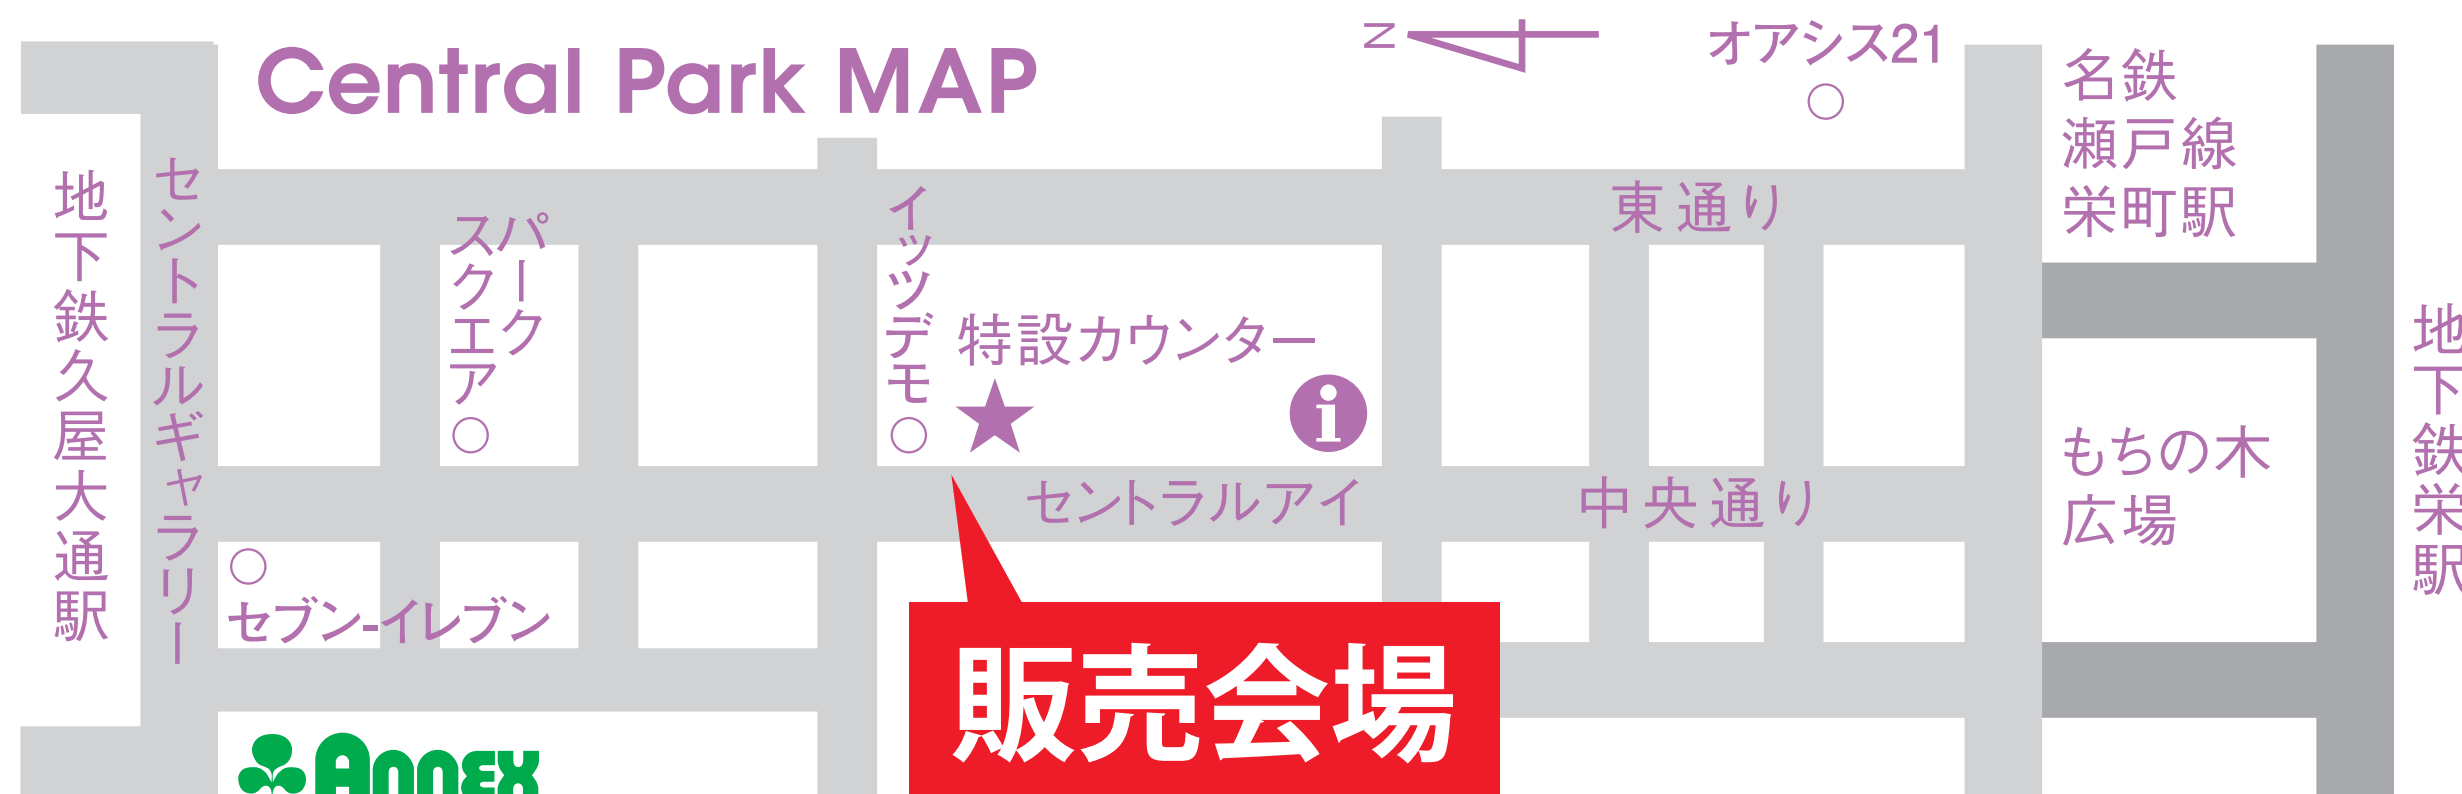 Central Park MAP
N
オアシス21
名鉄
瀬戸線
栄町駅
地下鉄久屋大通駅
セントラルギャラリー
パーク
スクエア
イッツデモ
東通り
特設カウンター
i
地下鉄栄駅
もちの木
広場
セントラルアイ
中央通り
セブン-イレブン
販売会場
ANNEX